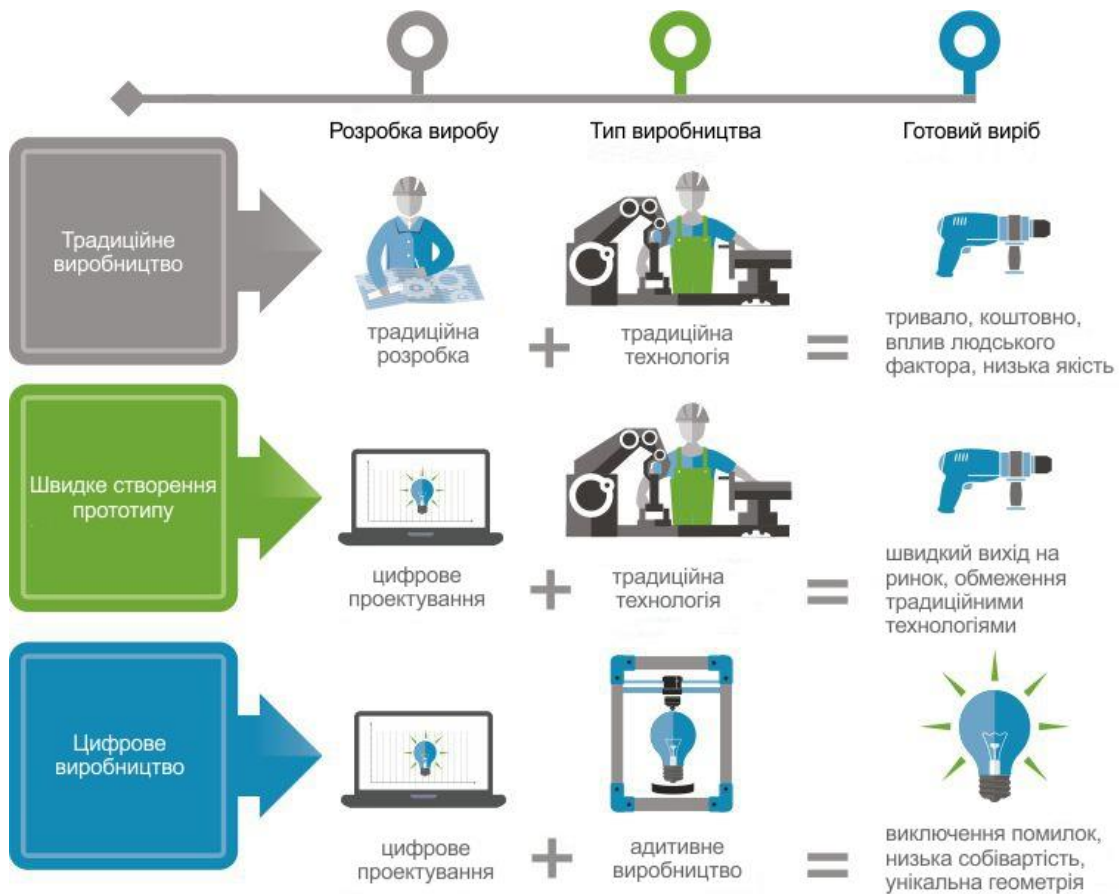 Розробка виробу
Тип виробництва
Готовий виріб
Традиційне
виробництво
традиційна
розробка
+
традиційна
технологія
=
тривало, коштовно,
вплив людського
фактора, низька якість
Швидке створення
прототипу
цифрове
проектування
+
традиційна
технологія
=
швидкий вихід на
ринок, обмеження
традиційними
технологіями
Цифрове
виробництво
цифрове
проектування
+
адитивне
виробництво
=
виключення помилок,
низька собівартість,
унікальна геометрія